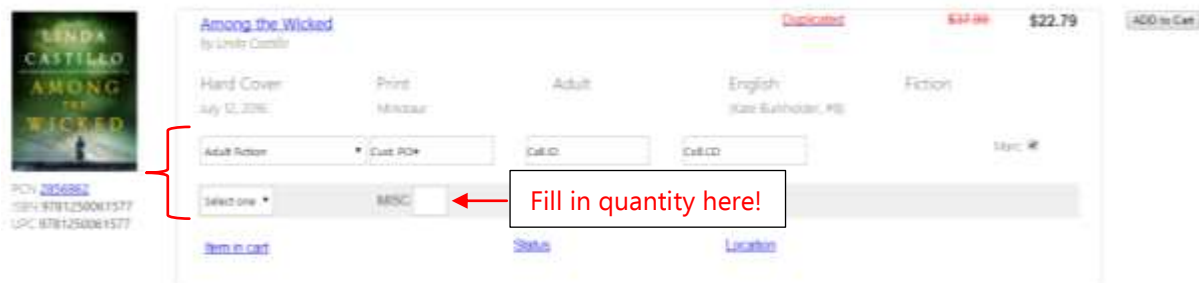 LINDA
CASTILLO
AMONG
THE
WICKED
PCN 2856862
ISBN 9781250061577
UPC 9781250061577
Among the Wicked
by Linda Castillo
Duplicated $37.99 $22.79
ADD to Cart
Hard Cover Print Adult English Fiction
July 12, 2016 Minotaur (Kate Burkholder, #8)
Adult Fiction Cust. PO# Call.ID Coll.CD Marc
Select one MISC Fill in quantity here!
Item in cart Status Location